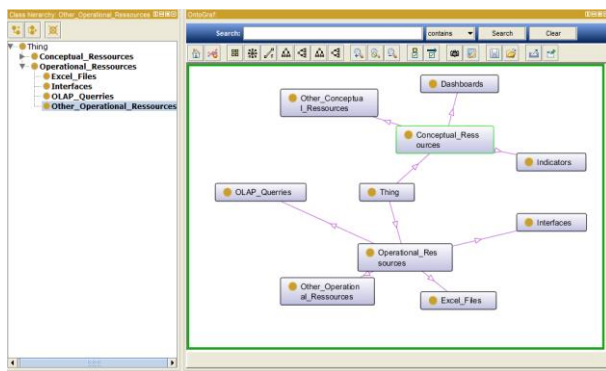 Class hierarchy: Other_Operational_Ressources
Thing
Conceptual_Ressources
Operational_Ressources
Excel_Files
Interfaces
OLAP_Querries
Other_Operational_Ressources
OntoGraf:
Search:
contains
Search
Clear
Dashboards
Other_Conceptua
l_Ressources
Conceptual_Ress
ources
Indicators
OLAP_Querries
Thing
Interfaces
Operational_Res
sources
Other_Operation
al_Ressources
Excel_Files